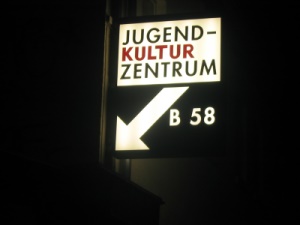 JUGEND-
KULTUR
ZENTRUM
B 58